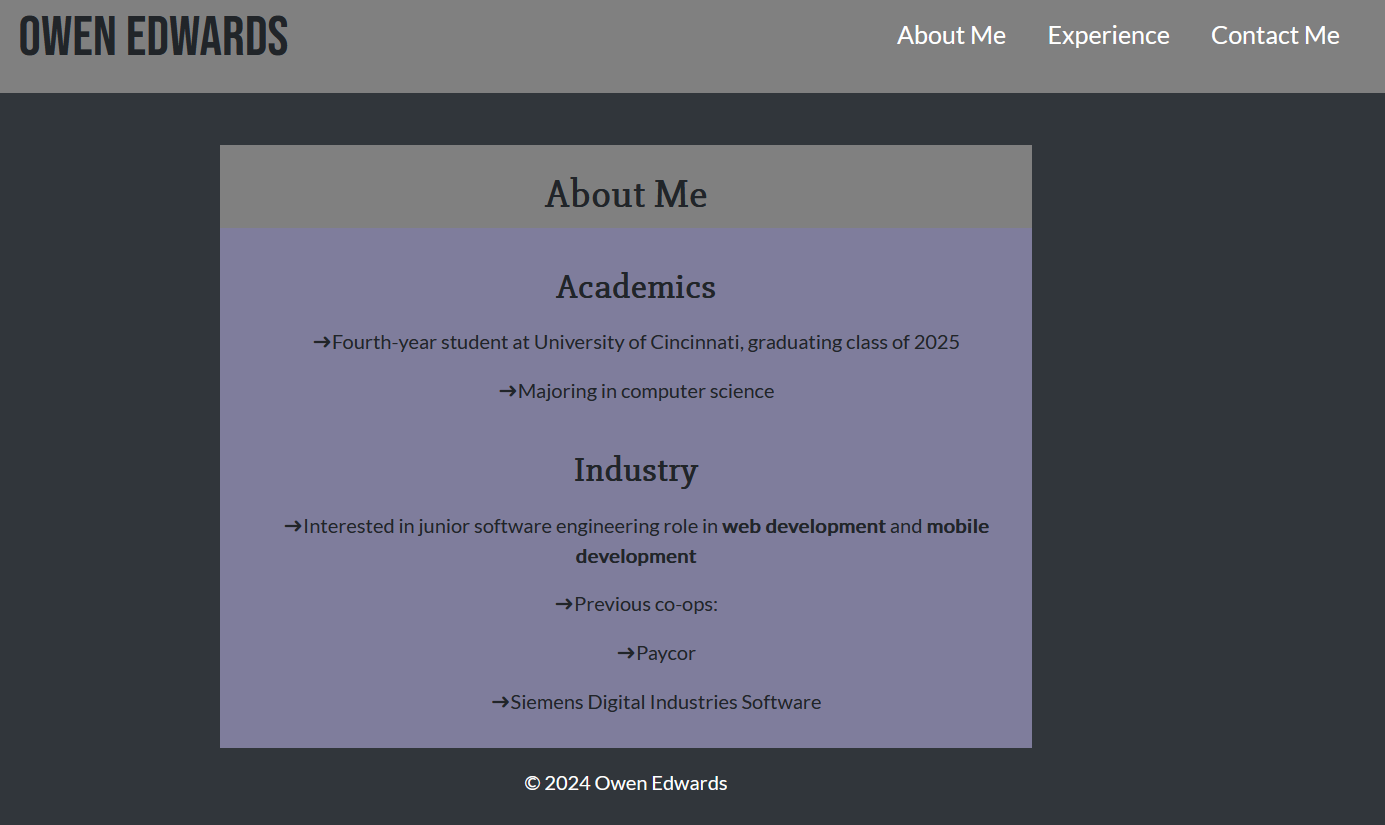 OWEN EDWARDS
About Me Experience Contact Me
About Me
Academics
➞Fourth-year student at University of Cincinnati, graduating class of 2025
➞Majoring in computer science
Industry
➞Interested in junior software engineering role in web development and mobile
development
➞Previous co-ops:
➞Paycor
➞Siemens Digital Industries Software
© 2024 Owen Edwards